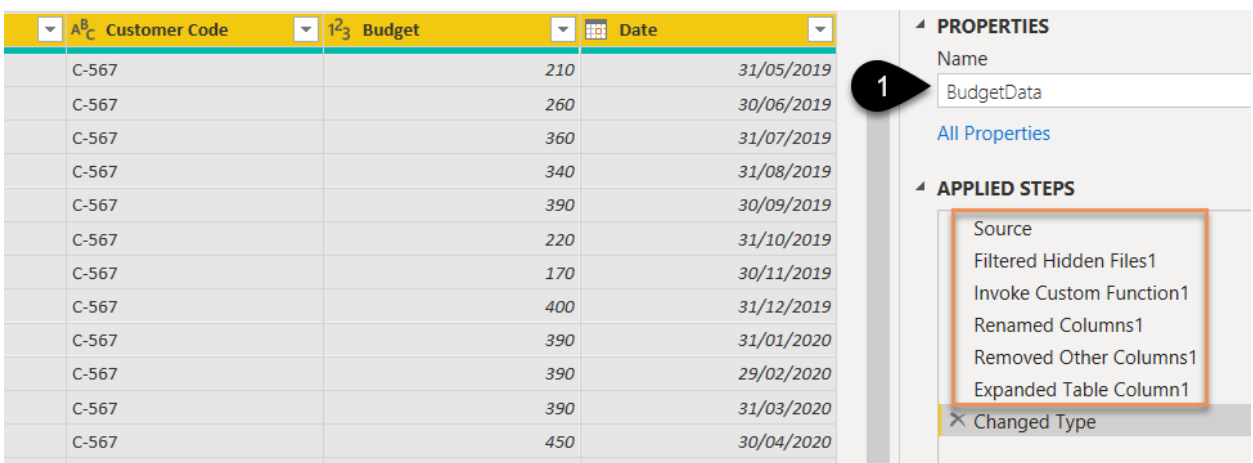 ABC Customer Code 123 Budget Date
C-567 210 31/05/2019
C-567 260 30/06/2019
C-567 360 31/07/2019
C-567 340 31/08/2019
C-567 390 30/09/2019
C-567 220 31/10/2019
C-567 170 30/11/2019
C-567 400 31/12/2019
C-567 390 31/01/2020
C-567 390 29/02/2020
C-567 390 31/03/2020
C-567 450 30/04/2020
PROPERTIES
Name
1
BudgetData
All Properties
APPLIED STEPS
Source
Filtered Hidden Files1
Invoke Custom Function1
Renamed Columns1
Removed Other Columns1
Expanded Table Column1
Changed Type